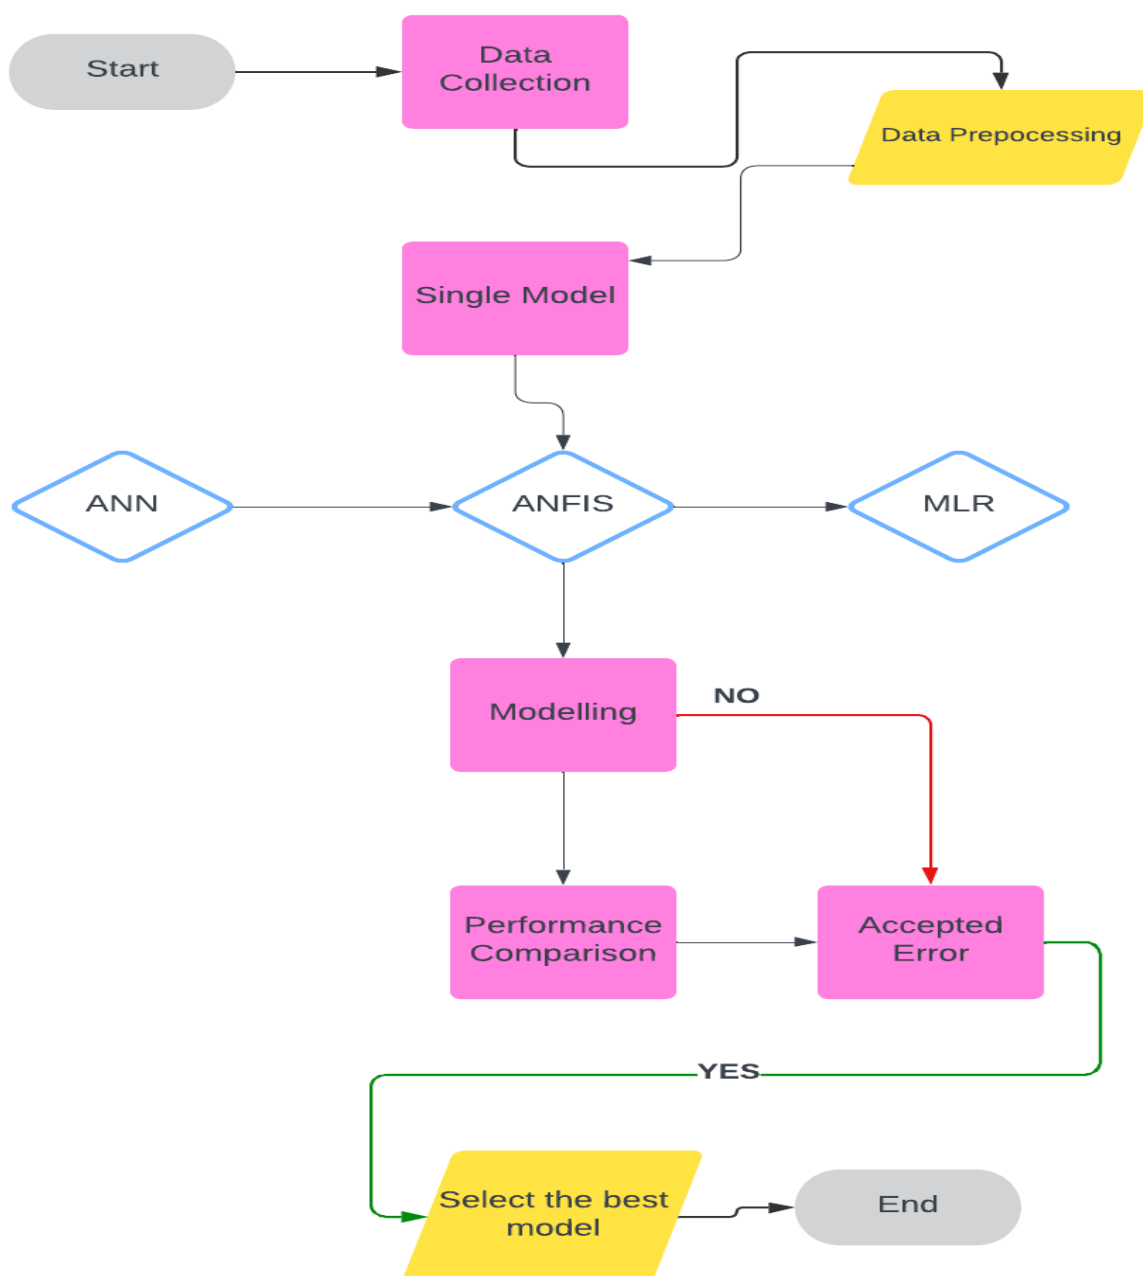 Start
Data
Collection
Data Prepocessing
Single Model
ANN
ANFIS
MLR
NO
Modelling
Performance
Comparison
Accepted
Error
YES
Select the best
model
End